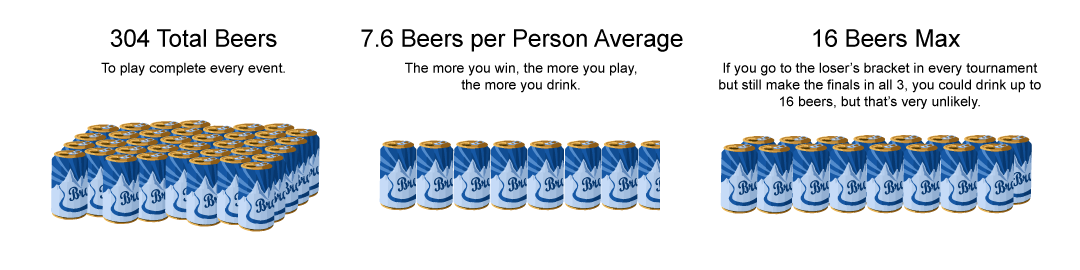 304 Total Beers
To play complete every event.
7.6 Beers per Person Average
The more you win, the more you play,
the more you drink.
16 Beers Max
If you go to the loser's bracket in every tournament
but still make the finals in all 3, you could drink up to
16 beers, but that's very unlikely.